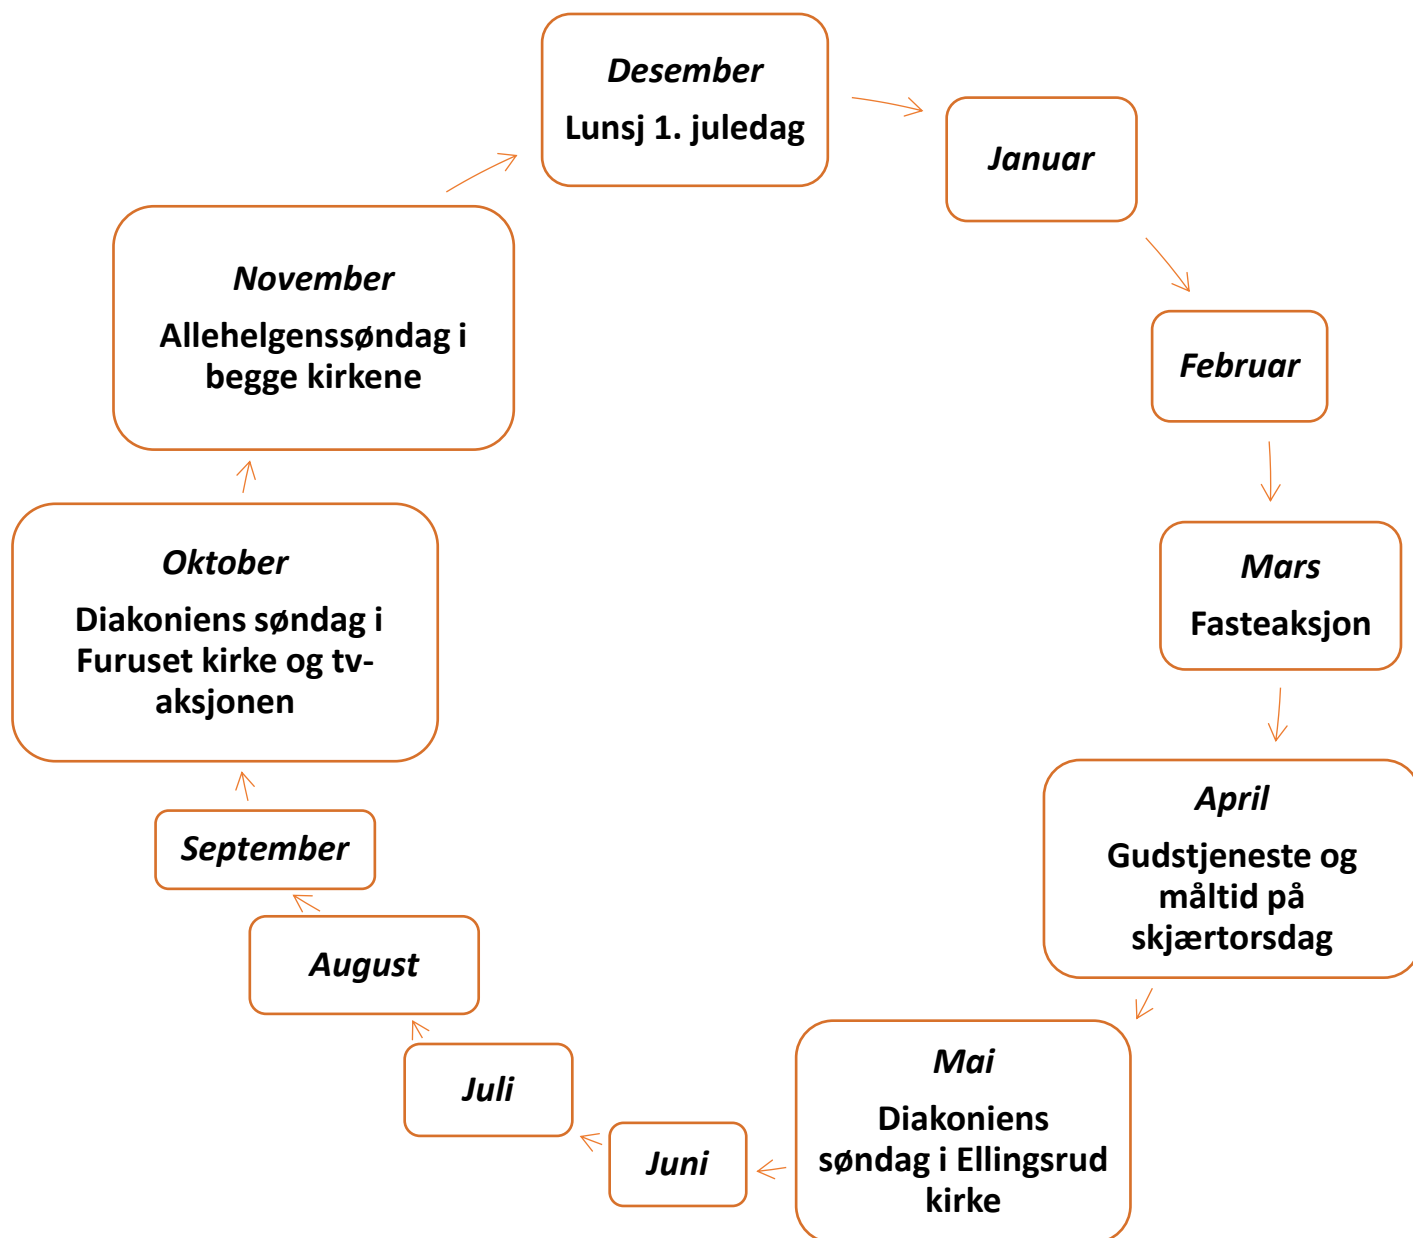 Desember
Lunsj 1. juledag
Januar
Februar
Mars
Fasteaksjon
April
Gudstjeneste og
måltid på
skjærtorsdag
Mai
Diakoniens
søndag i Ellingsrud
kirke
Juni
Juli
August
September
Oktober
Diakoniens søndag i
Furuset kirke og tv-
aksjonen
November
Allehelgenssøndag i
begge kirkene